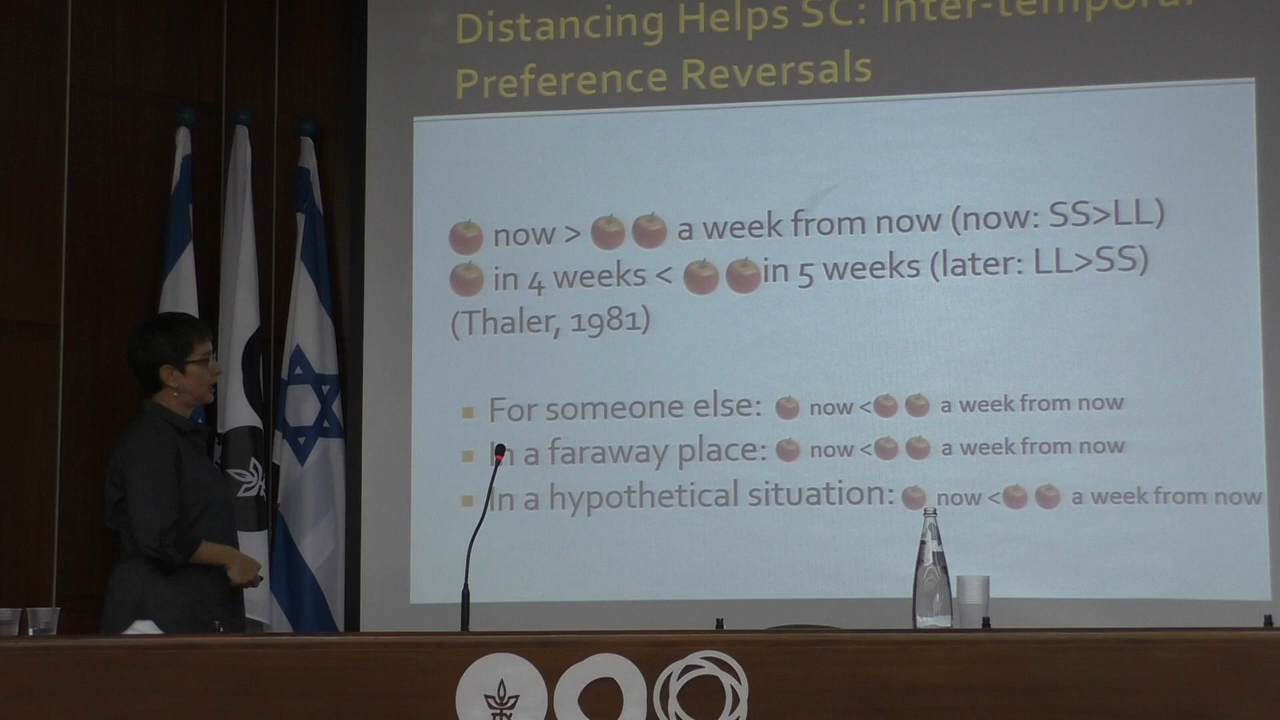 Distancing Helps SC: Inter-temporal
Preference Reversals
now > a week from now (now: SS>LL)
in 4 weeks < in 5 weeks (later: LL>SS)
(Thaler, 1981)
For someone else: now < a week from now
In a faraway place: now < a week from now
In a hypothetical situation: now < a week from now